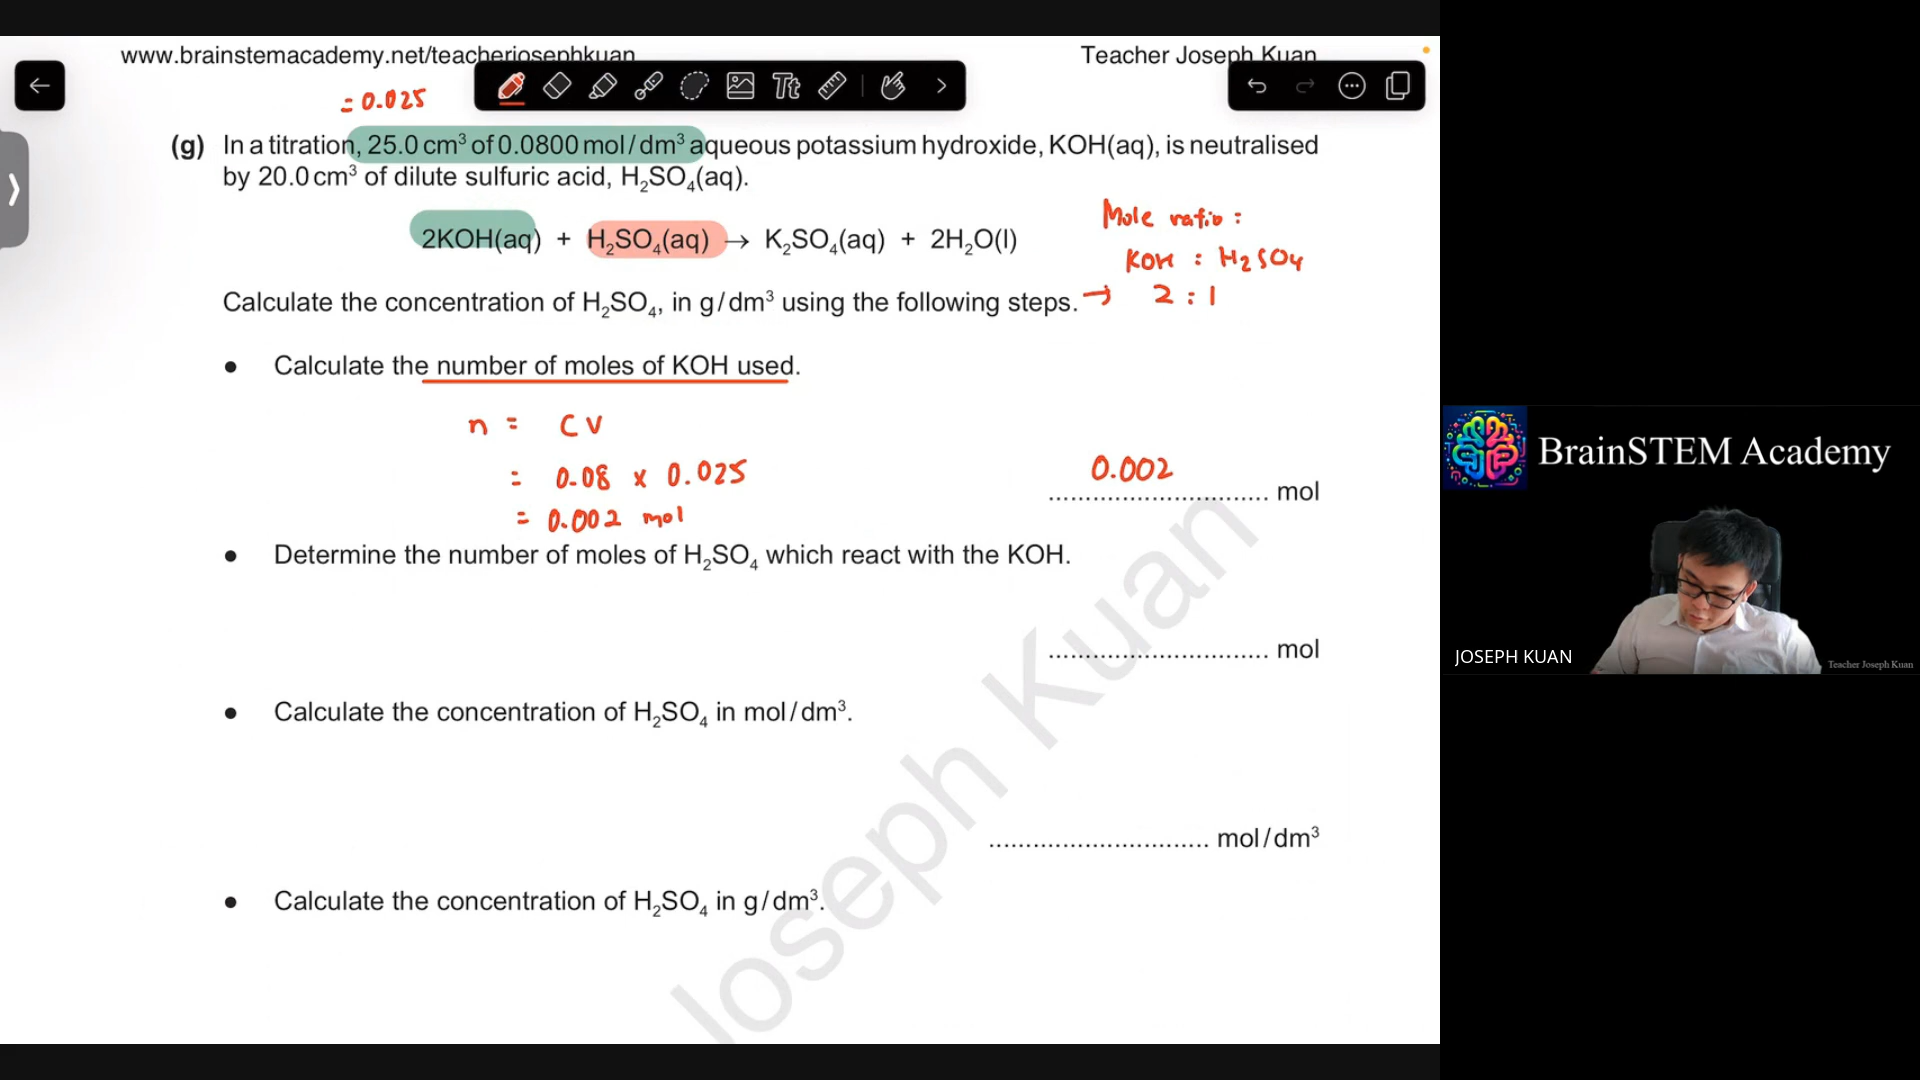 www.brainstemacademy.net/teacherjosephkuan
Teacher Joseph Kuan
= 0.025
(g) In a titration, 25.0 cm³ of 0.0800 mol/dm³ aqueous potassium hydroxide, KOH(aq), is neutralised
by 20.0 cm³ of dilute sulfuric acid, H₂SO₄(aq).
2KOH(aq) + H₂SO₄(aq) → K₂SO₄(aq) + 2H₂O(l)
Mole ratio :
KOH : H₂SO₄
→ 2 : 1
Calculate the concentration of H₂SO₄, in g/dm³ using the following steps.
● Calculate the number of moles of KOH used.
n = CV
= 0.08 x 0.025
= 0.002 mol
0.002
.............................. mol
● Determine the number of moles of H₂SO₄ which react with the KOH.
.............................. mol
● Calculate the concentration of H₂SO₄ in mol/dm³.
.............................. mol/dm³
● Calculate the concentration of H₂SO₄ in g/dm³.
Joseph Kuan
Tt
BrainSTEM Academy
JOSEPH KUAN
Teacher Joseph Kuan